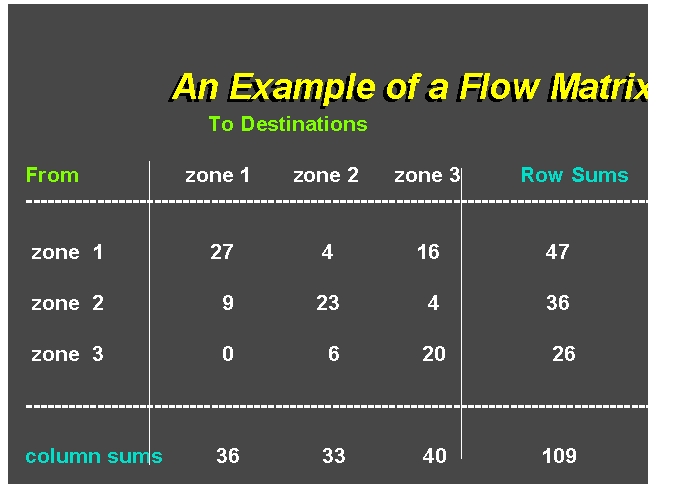 An Example of a Flow Matrix
To Destinations
From zone 1 zone 2 zone 3 Row Sums
zone 1 27 4 16 47
zone 2 9 23 4 36
zone 3 0 6 20 26
column sums 36 33 40 109